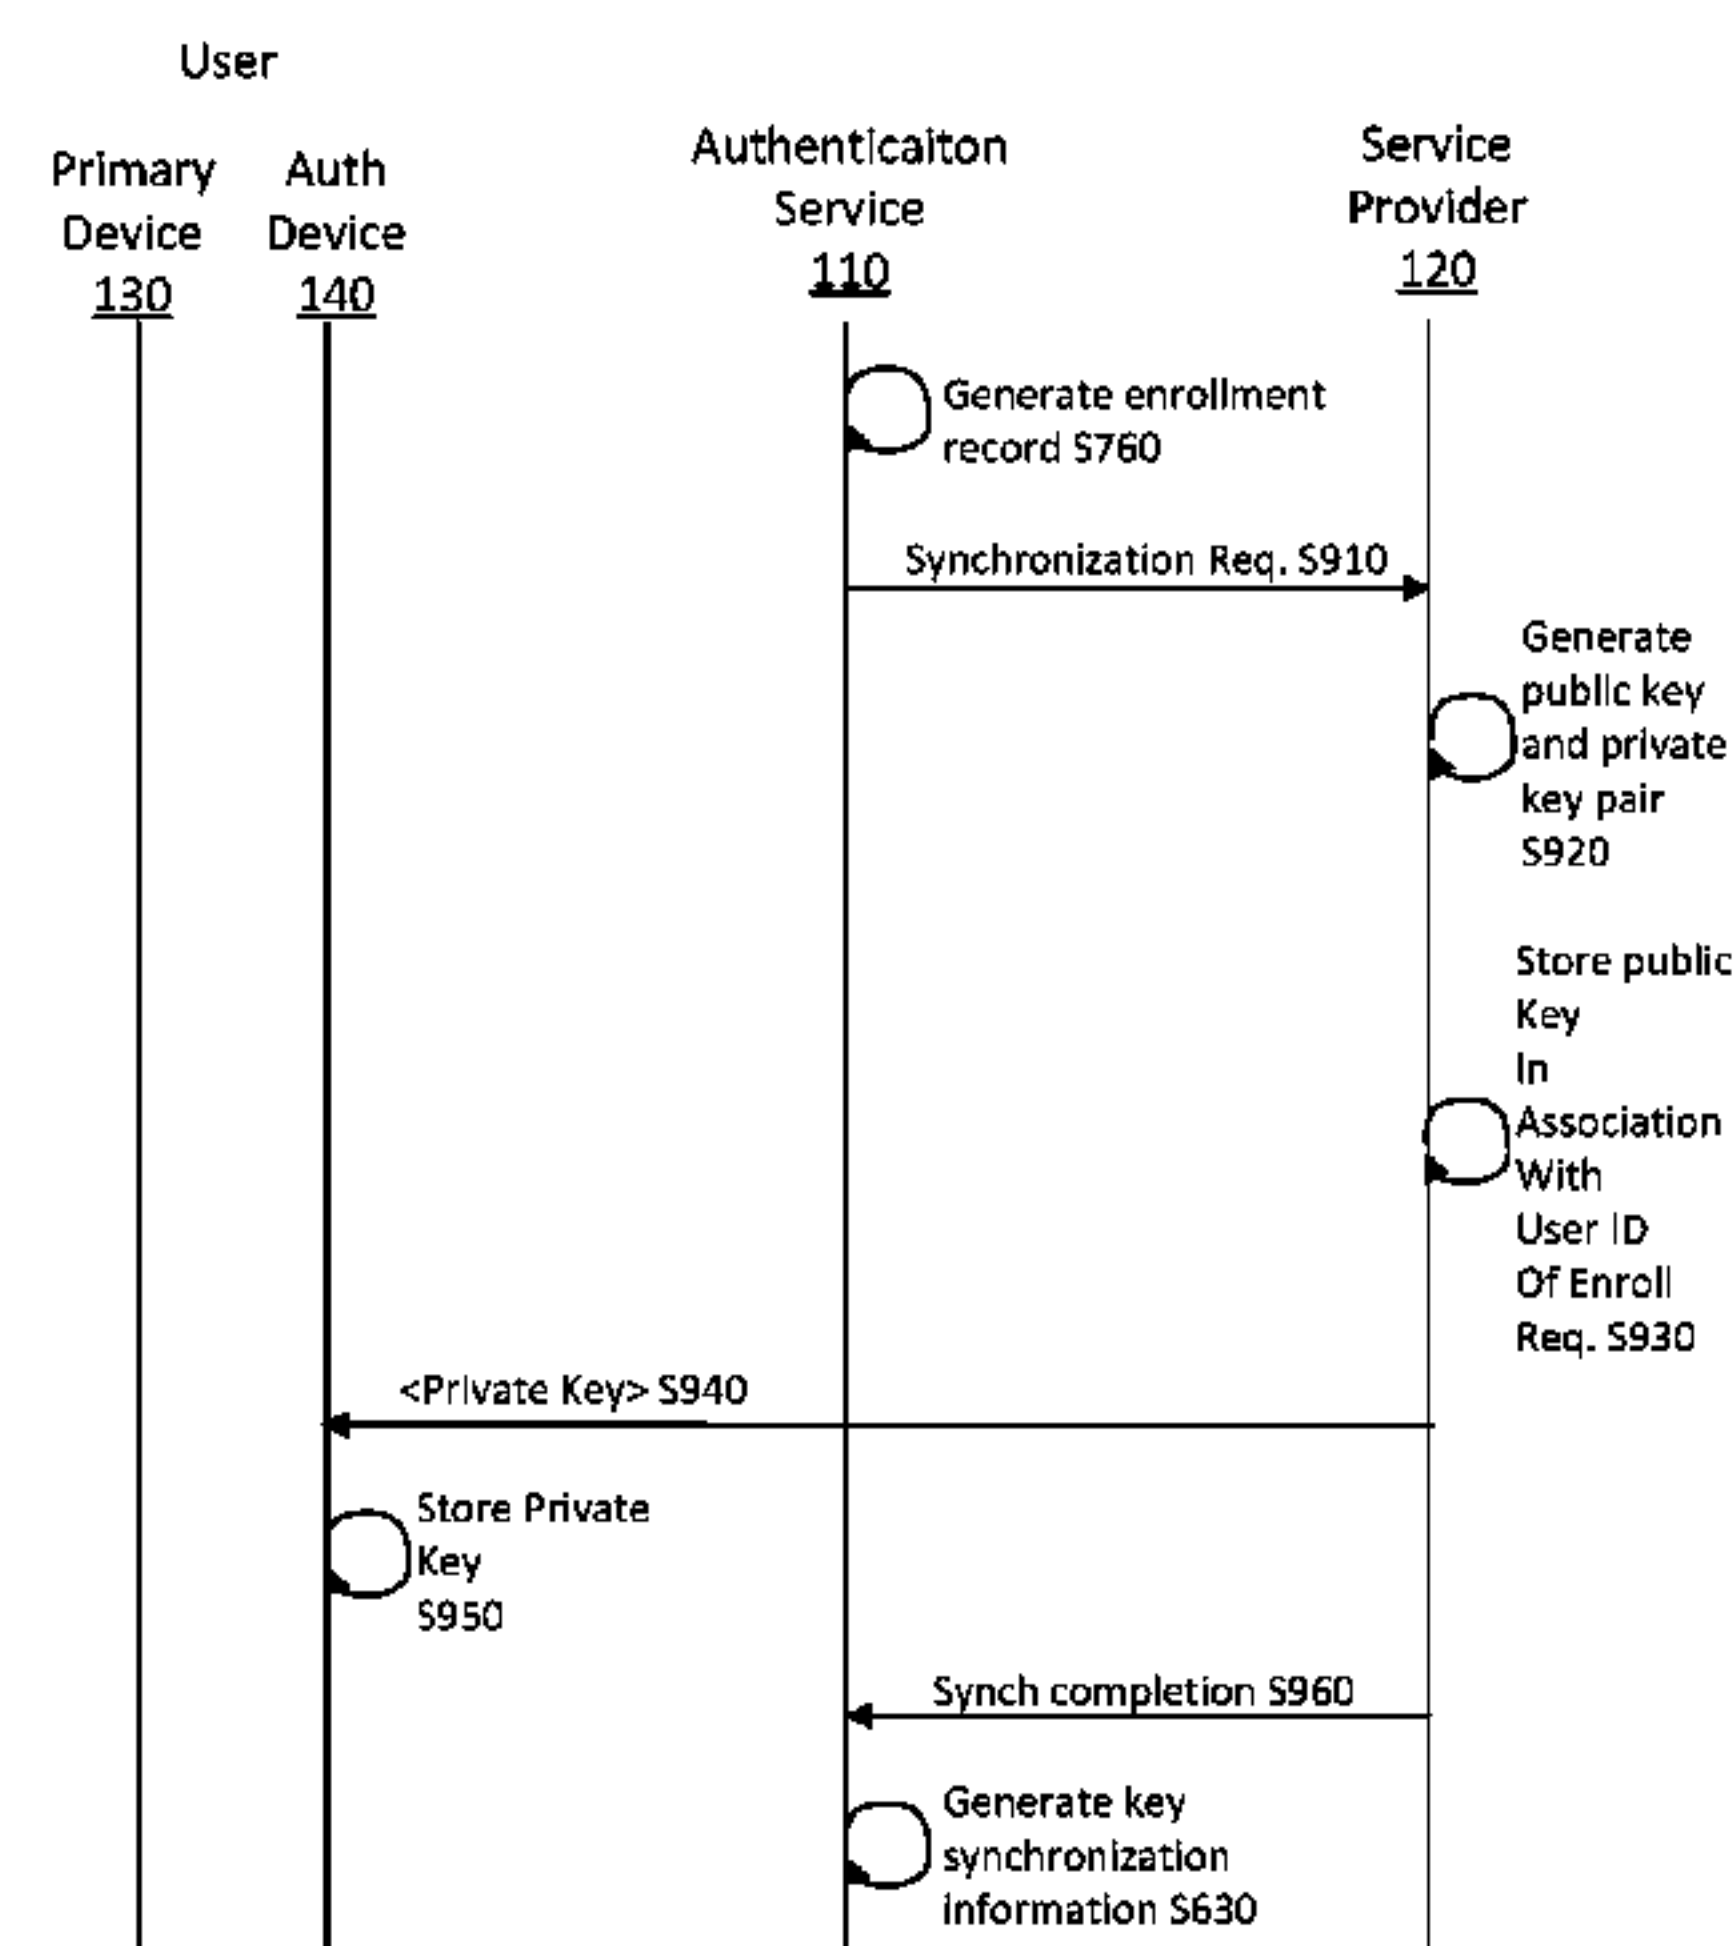 User
Primary
Device
130
Auth
Device
140
Authenticaiton
Service
110
Service
Provider
120
Generate enrollment
record S760
Synchronization Req. S910
Generate
public key
and private
key pair
S920
Store public
Key
In
Association
With
User ID
Of Enroll
Req. S930
<Private Key> S940
Store Private
Key
S950
Synch completion S960
Generate key
synchronization
information S630